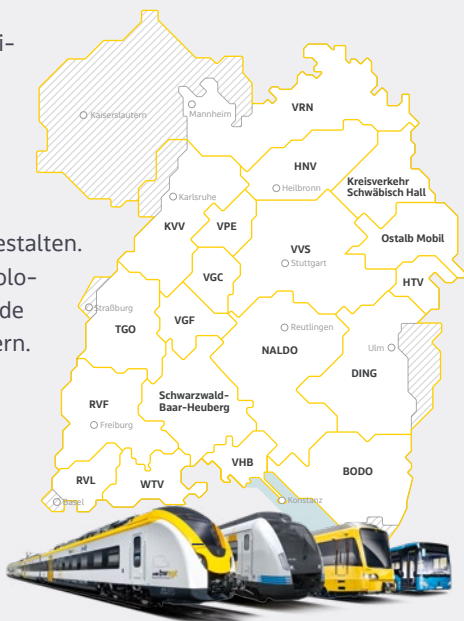 i-
estalten.
olo-
de
ern.
VRN
Kaiserslautern
Mannheim
HNV
Heilbronn
Kreisverkehr
Schwäbisch Hall
Karlsruhe
KVV
VPE
VVS
Stuttgart
Ostalb Mobil
VGC
HTV
Straßburg
TGO
VGF
Reutlingen
NALDO
Ulm
DING
Schwarzwald-
Baar-Heuberg
RVF
Freiburg
VHB
BODO
RVL
WTV
Konstanz
Basel